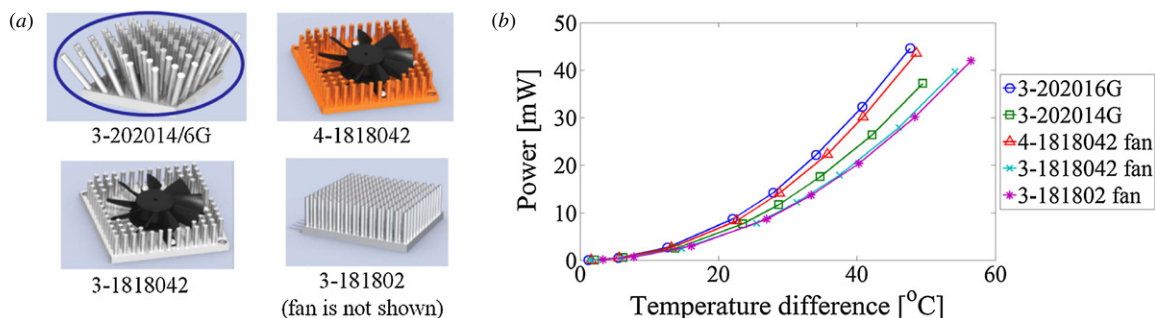 (a)
3-202014/6G
4-1818042
3-1818042
3-181802
(fan is not shown)
(b)
Power [mW]
50
40
30
20
10
0
0
20
40
60
Temperature difference [°C]
3-202016G
3-202014G
4-1818042 fan
3-1818042 fan
3-181802 fan